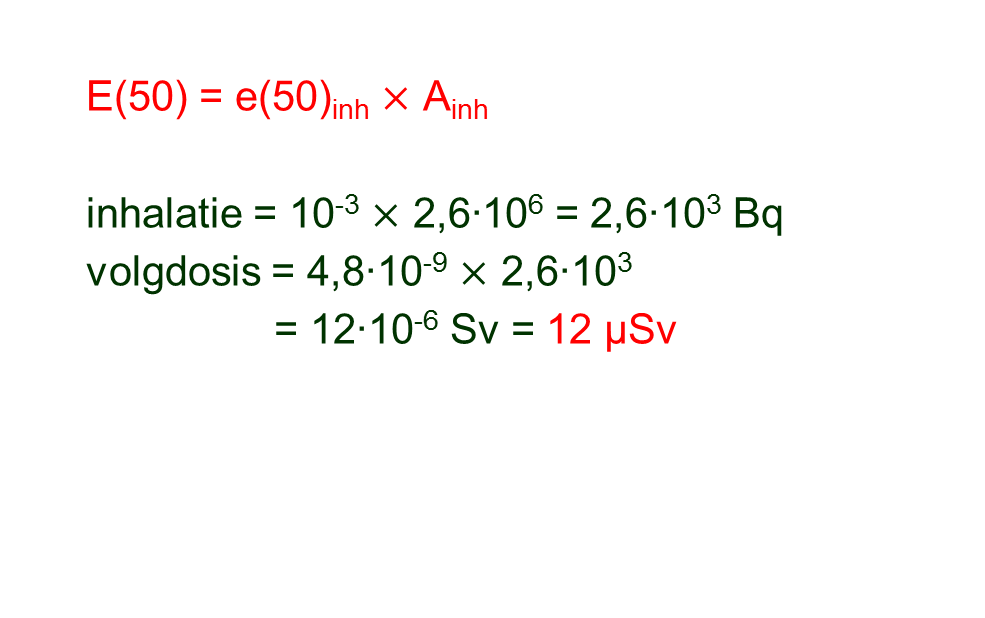 E(50) = e(50)inh × Ainh
inhalatie = 10-3 × 2,6·106 = 2,6·103 Bq
volgdosis = 4,8·10-9 × 2,6·103
= 12·10-6 Sv = 12 µSv